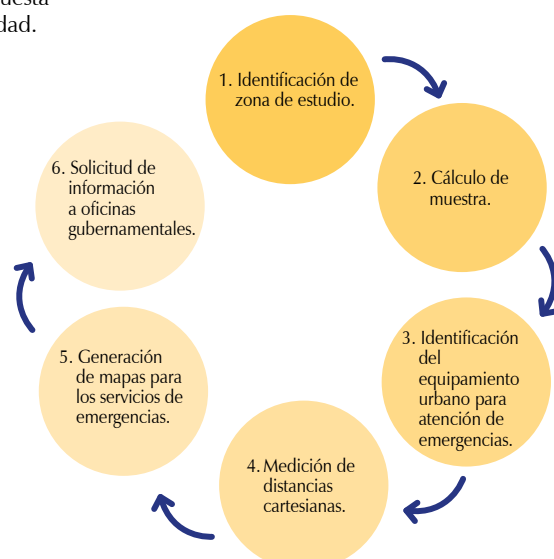 dad.
1. Identificación de
zona de estudio.
2. Cálculo de
muestra.
3. Identificación
del
equipamiento
urbano para
atención de
emergencias.
4. Medición de
distancias
cartesianas.
5. Generación
de mapas para
los servicios de
emergencias.
6. Solicitud de
información
a oficinas
gubernamentales.